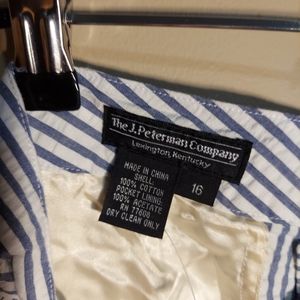 The J. Peterman Company
Lexington, Kentucky
MADE IN CHINA
SHELL:
100% COTTON
POCKET LINING:
100% ACETATE
RN 77608
DRY CLEAN ONLY
16